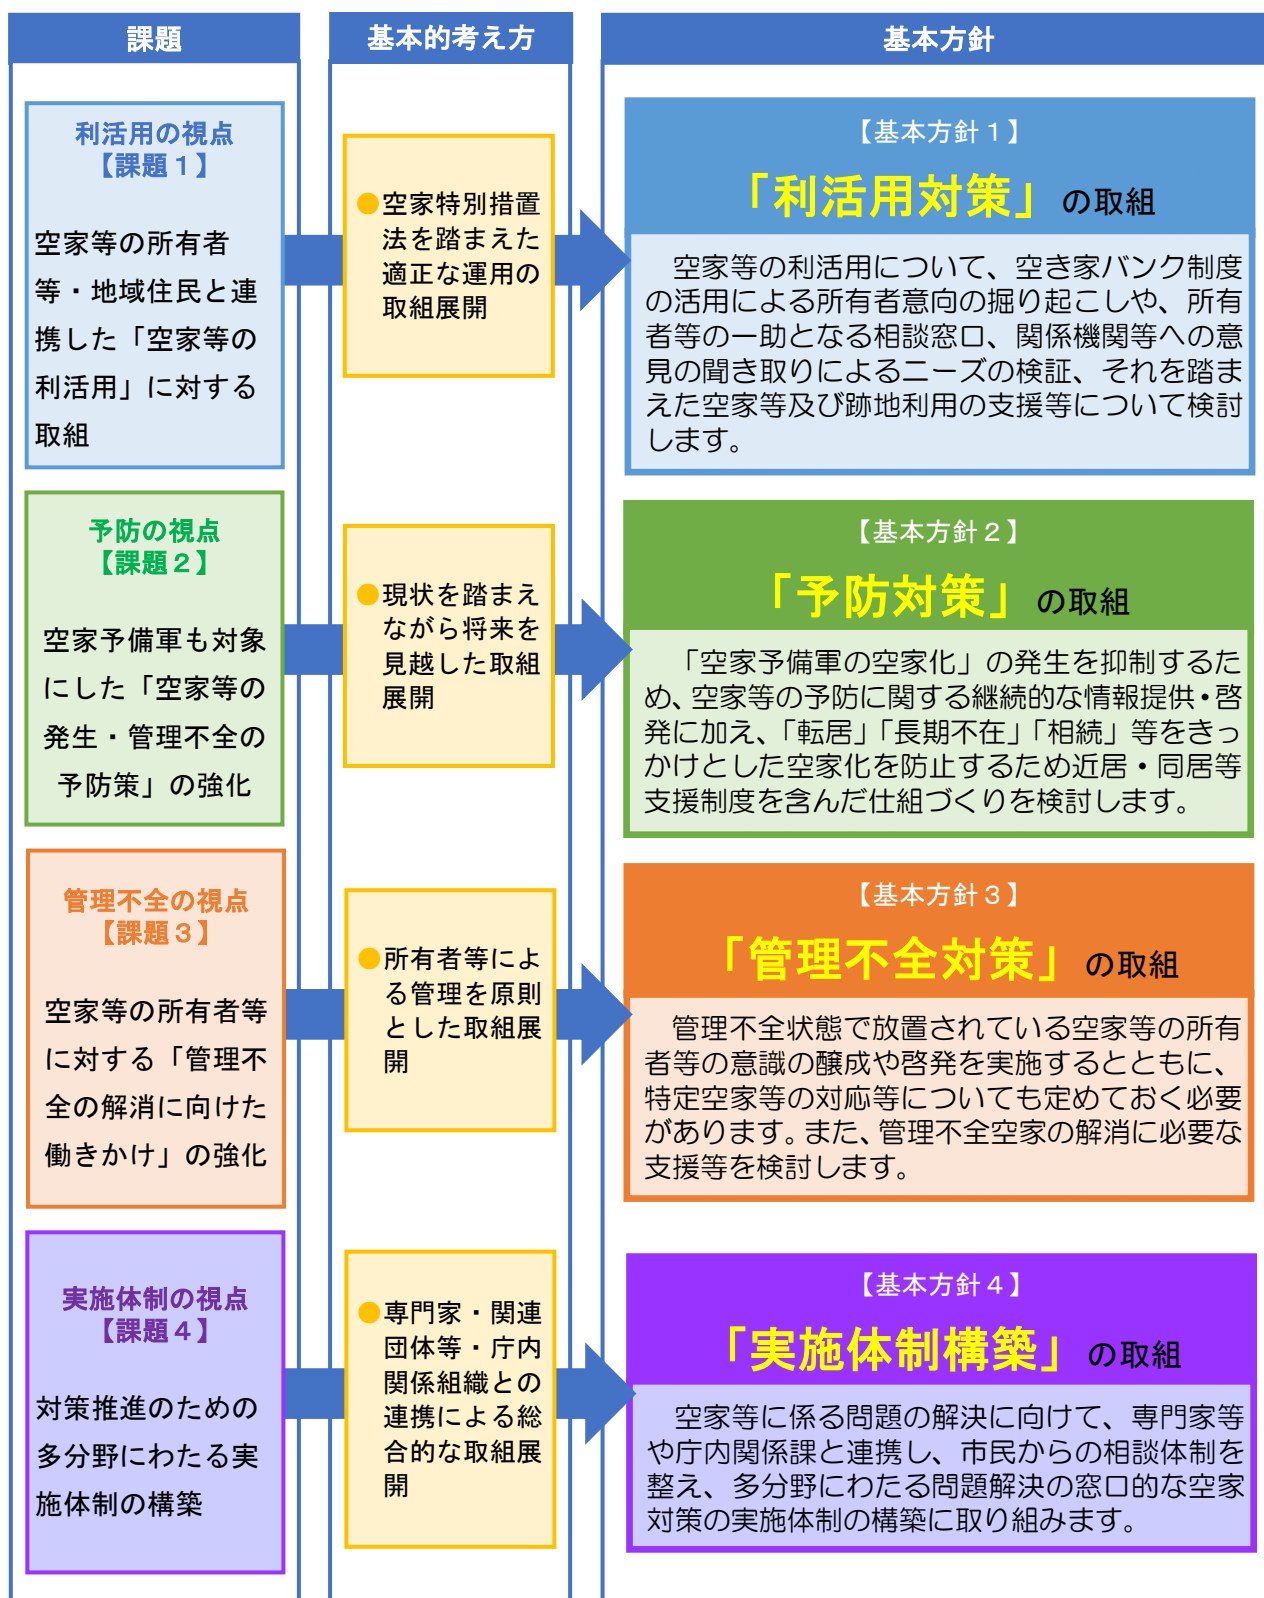 課題
基本的考え方
基本方針
利活用の視点
【課題１】
空家等の所有者
等・地域住民と連
携した「空家等の
利活用」に対する
取組
●空家特別措置
法を踏まえた
適正な運用の
取組展開
【基本方針１】
「利活用対策」の取組
空家等の利活用について、空き家バンク制度
の活用による所有者意向の掘り起こしや、所有
者等の一助となる相談窓口、関係機関等への意
見の聞き取りによるニーズの検証、それを踏ま
えた空家等及び跡地利用の支援等について検討
します。
予防の視点
【課題２】
空家予備軍も対象
にした「空家等の
発生・管理不全の
予防策」の強化
●現状を踏まえ
ながら将来を
見越した取組
展開
【基本方針２】
「予防対策」の取組
「空家予備軍の空家化」の発生を抑制するた
め、空家等の予防に関する継続的な情報提供・啓
発に加え、「転居」「長期不在」「相続」等をきっ
かけとした空家化を防止するため近居・同居等
支援制度を含んだ仕組づくりを検討します。
管理不全の視点
【課題３】
空家等の所有者等
に対する「管理不
全の解消に向けた
働きかけ」の強化
●所有者等によ
る管理を原則
とした取組展
開
【基本方針３】
「管理不全対策」の取組
管理不全状態で放置されている空家等の所有
者等の意識の醸成や啓発を実施するとともに、
特定空家等の対応等についても定めておく必要
があります。また、管理不全空家の解消に必要な
支援等を検討します。
実施体制の視点
【課題４】
対策推進のための
多分野にわたる実
施体制の構築
●専門家・関連
団体等・庁内
関係組織との
連携による総
合的な取組展
開
【基本方針４】
「実施体制構築」の取組
空家等に係る問題の解決に向けて、専門家等
や庁内関係課と連携し、市民からの相談体制を
整え、多分野にわたる問題解決の窓口的な空家
対策の実施体制の構築に取り組みます。